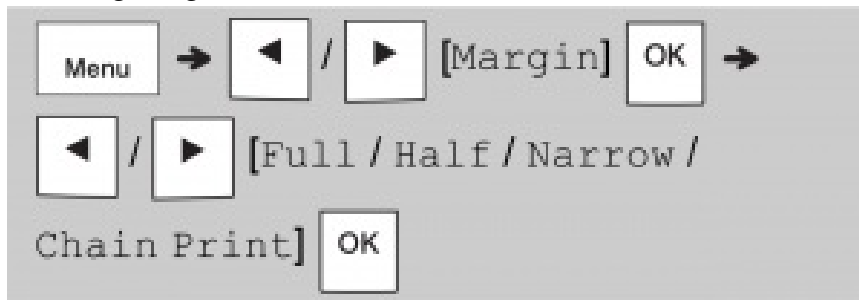 Menu → ◄ / ► [Margin] OK →
◄ / ► [Full / Half / Narrow /
Chain Print] OK